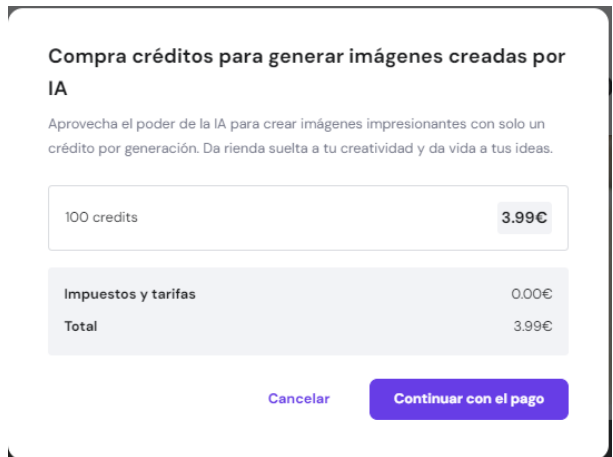 Compra créditos para generar imágenes creadas por
IA
Aprovecha el poder de la IA para crear imágenes impresionantes con solo un
crédito por generación. Da rienda suelta a tu creatividad y da vida a tus ideas.
100 credits 3.99€
Impuestos y tarifas 0.00€
Total 3.99€
Cancelar Continuar con el pago